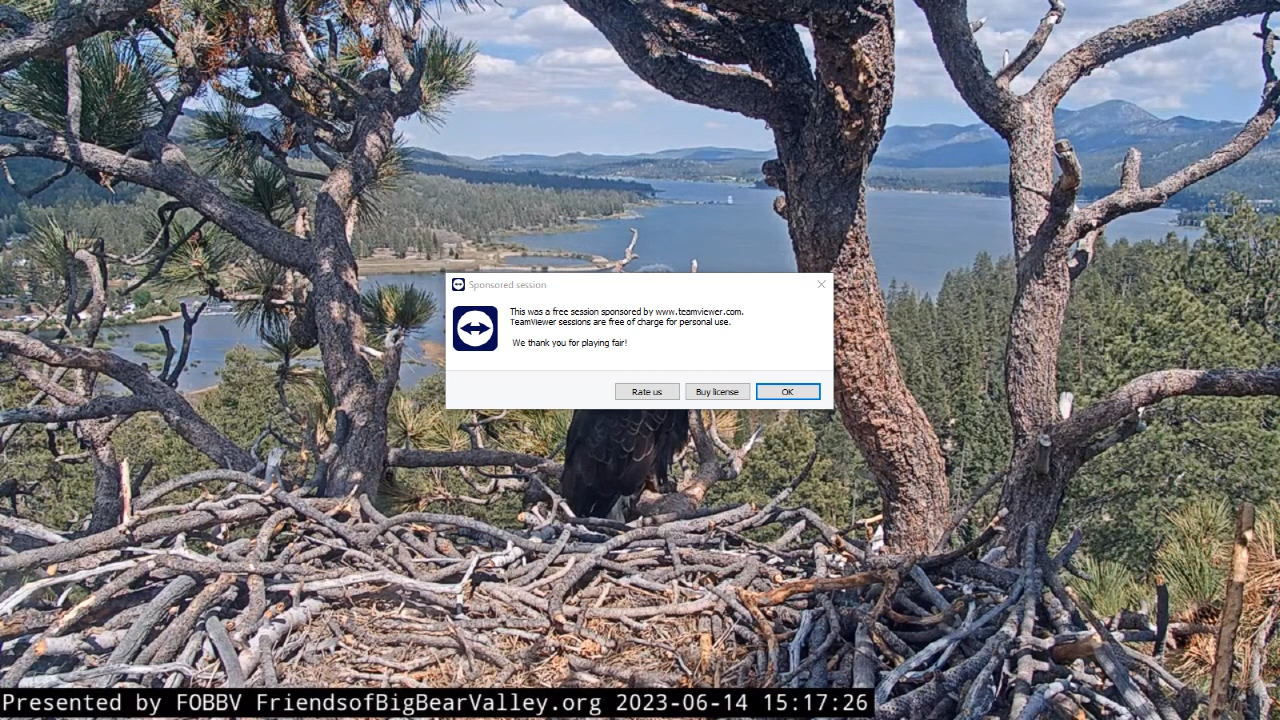 Sponsored session
This was a free session sponsored by www.teamviewer.com.
TeamViewer sessions are free of charge for personal use.
We thank you for playing fair!
Rate us
Buy license
OK
Presented by FOBBV FriendsofBigBearValley.org 2023-06-14 15:17:26